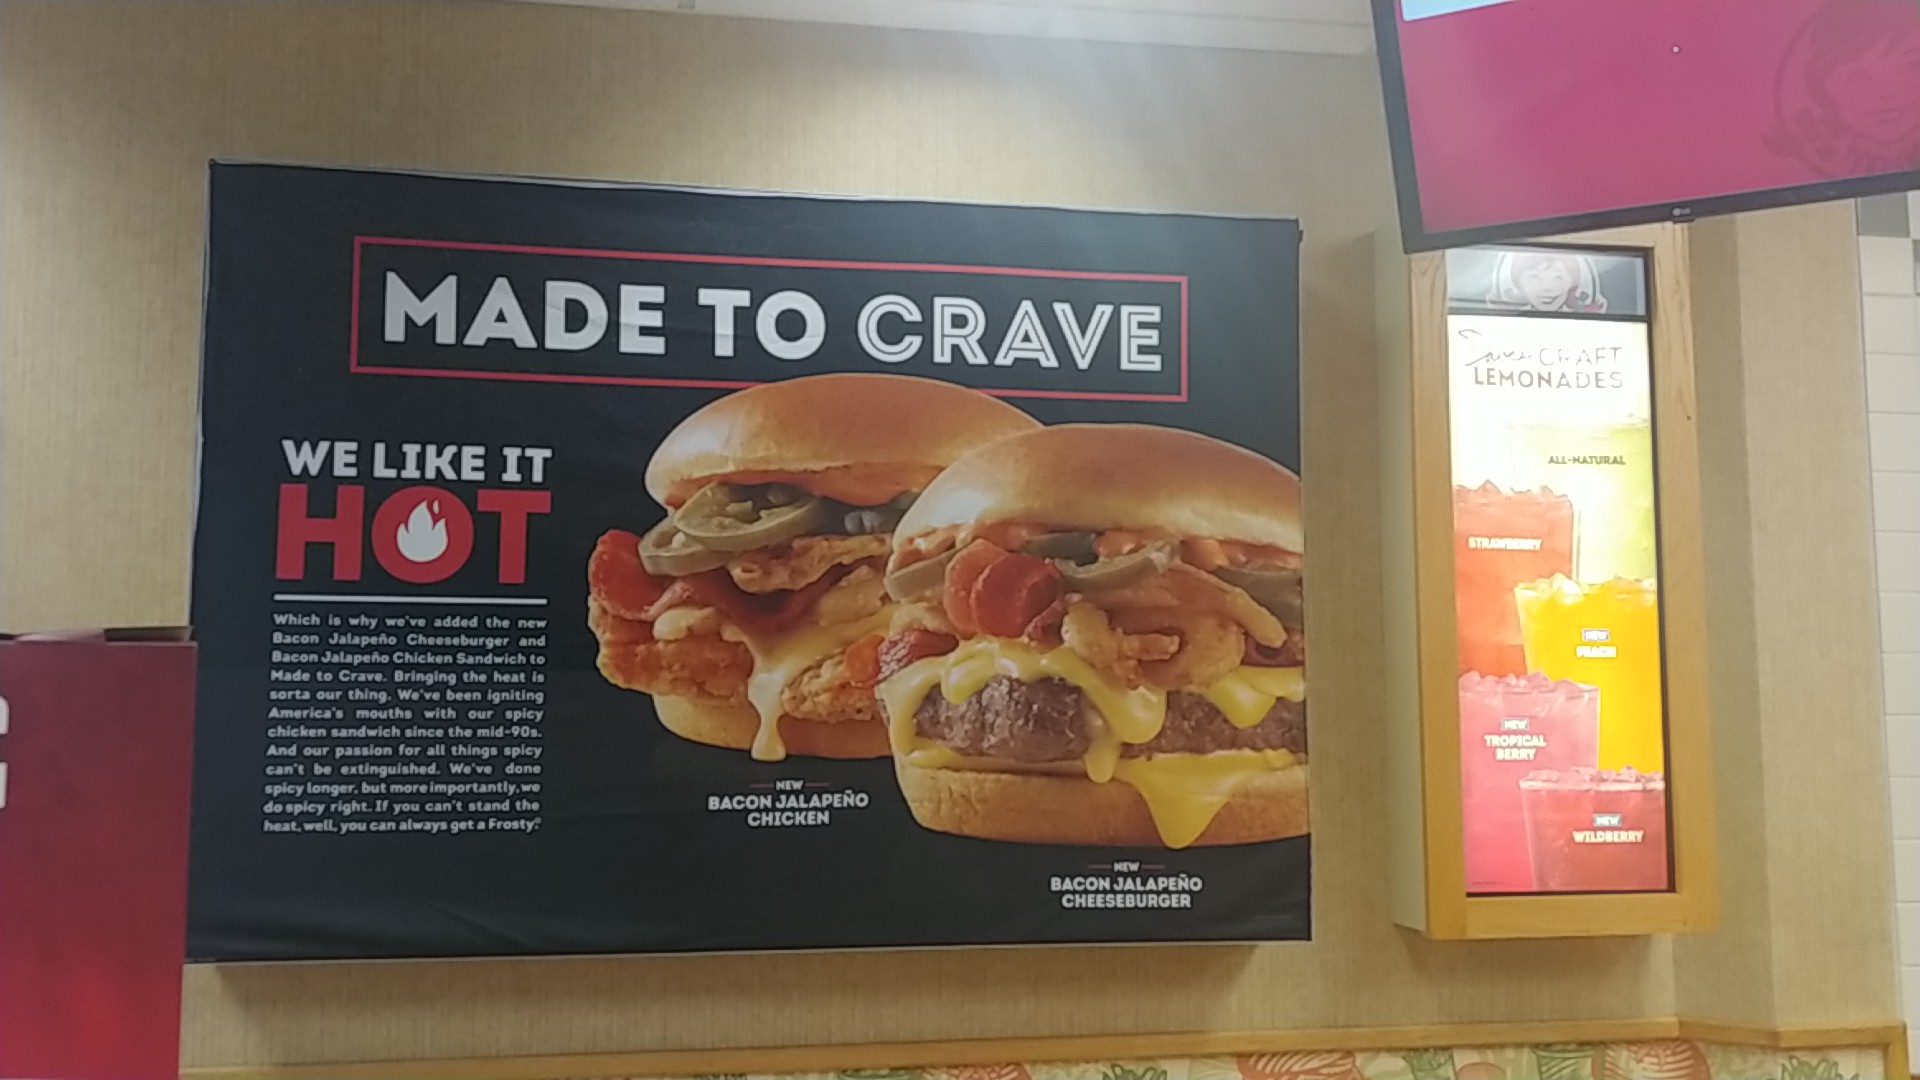 MADE TO CRAVE
WE LIKE IT
HOT
Which is why we've added the new
Bacon Jalapeño Cheeseburger and
Bacon Jalapeño Chicken Sandwich to
Made to Crave. Bringing the heat is
sorta our thing. We've been igniting
America's mouths with our spicy
chicken sandwich since the mid-90s.
And our passion for all things spicy
can't be extinguished. We've done
spicy longer, but more importantly, we
do spicy right. If you can't stand the
heat, well, you can always get a Frosty.®
NEW
BACON JALAPEÑO
CHICKEN
NEW
BACON JALAPEÑO
CHEESEBURGER
LG
Dave's CRAFT
LEMONADES
ALL-NATURAL
STRAWBERRY
NEW
PEACH
NEW
TROPICAL
BERRY
NEW
WILDBERRY